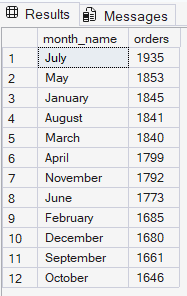 Results Messages
month_name orders
1 July 1935
2 May 1853
3 January 1845
4 August 1841
5 March 1840
6 April 1799
7 November 1792
8 June 1773
9 February 1685
10 December 1680
11 September 1661
12 October 1646